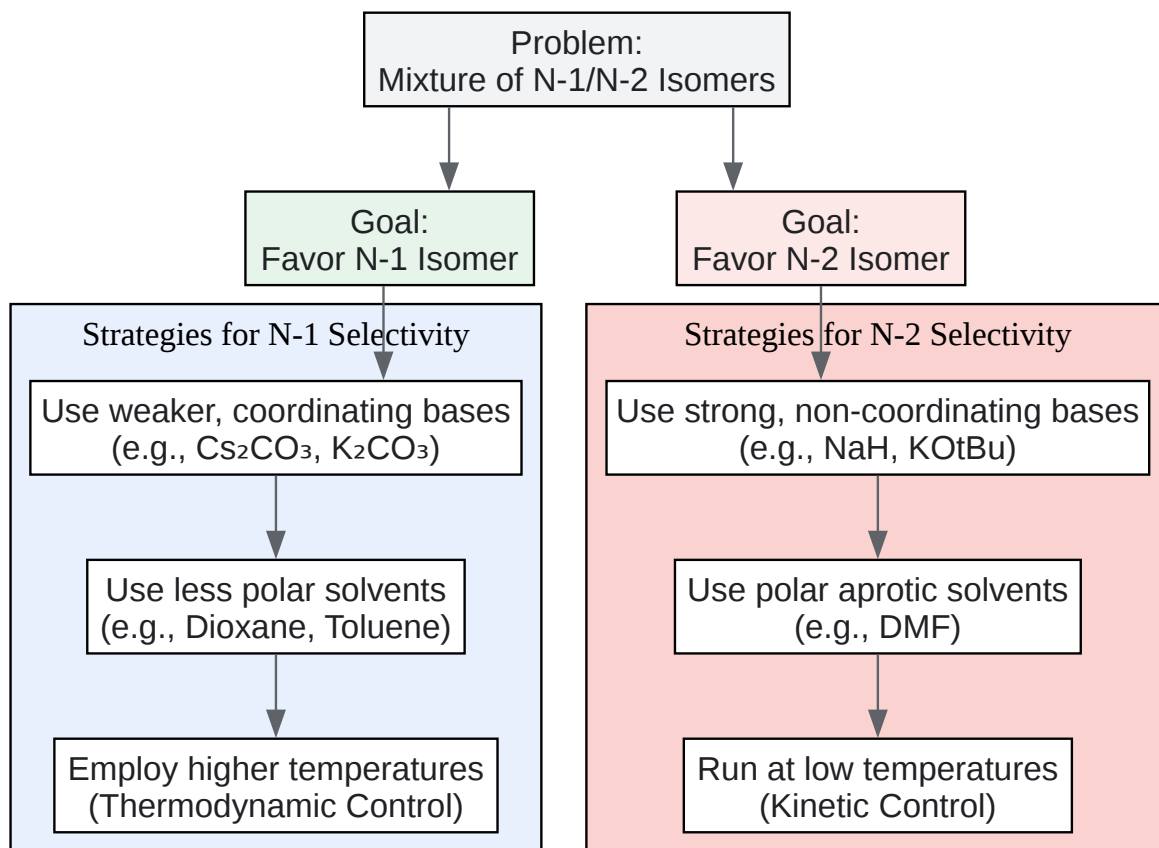 Problem:
Mixture of N-1/N-2 Isomers
Goal:
Favor N-1 Isomer
Goal:
Favor N-2 Isomer
Strategies for N-1 Selectivity
Use weaker, coordinating bases
(e.g., Cs₂CO₃, K₂CO₃)
Use less polar solvents
(e.g., Dioxane, Toluene)
Employ higher temperatures
(Thermodynamic Control)
Strategies for N-2 Selectivity
Use strong, non-coordinating bases
(e.g., NaH, KOtBu)
Use polar aprotic solvents
(e.g., DMF)
Run at low temperatures
(Kinetic Control)